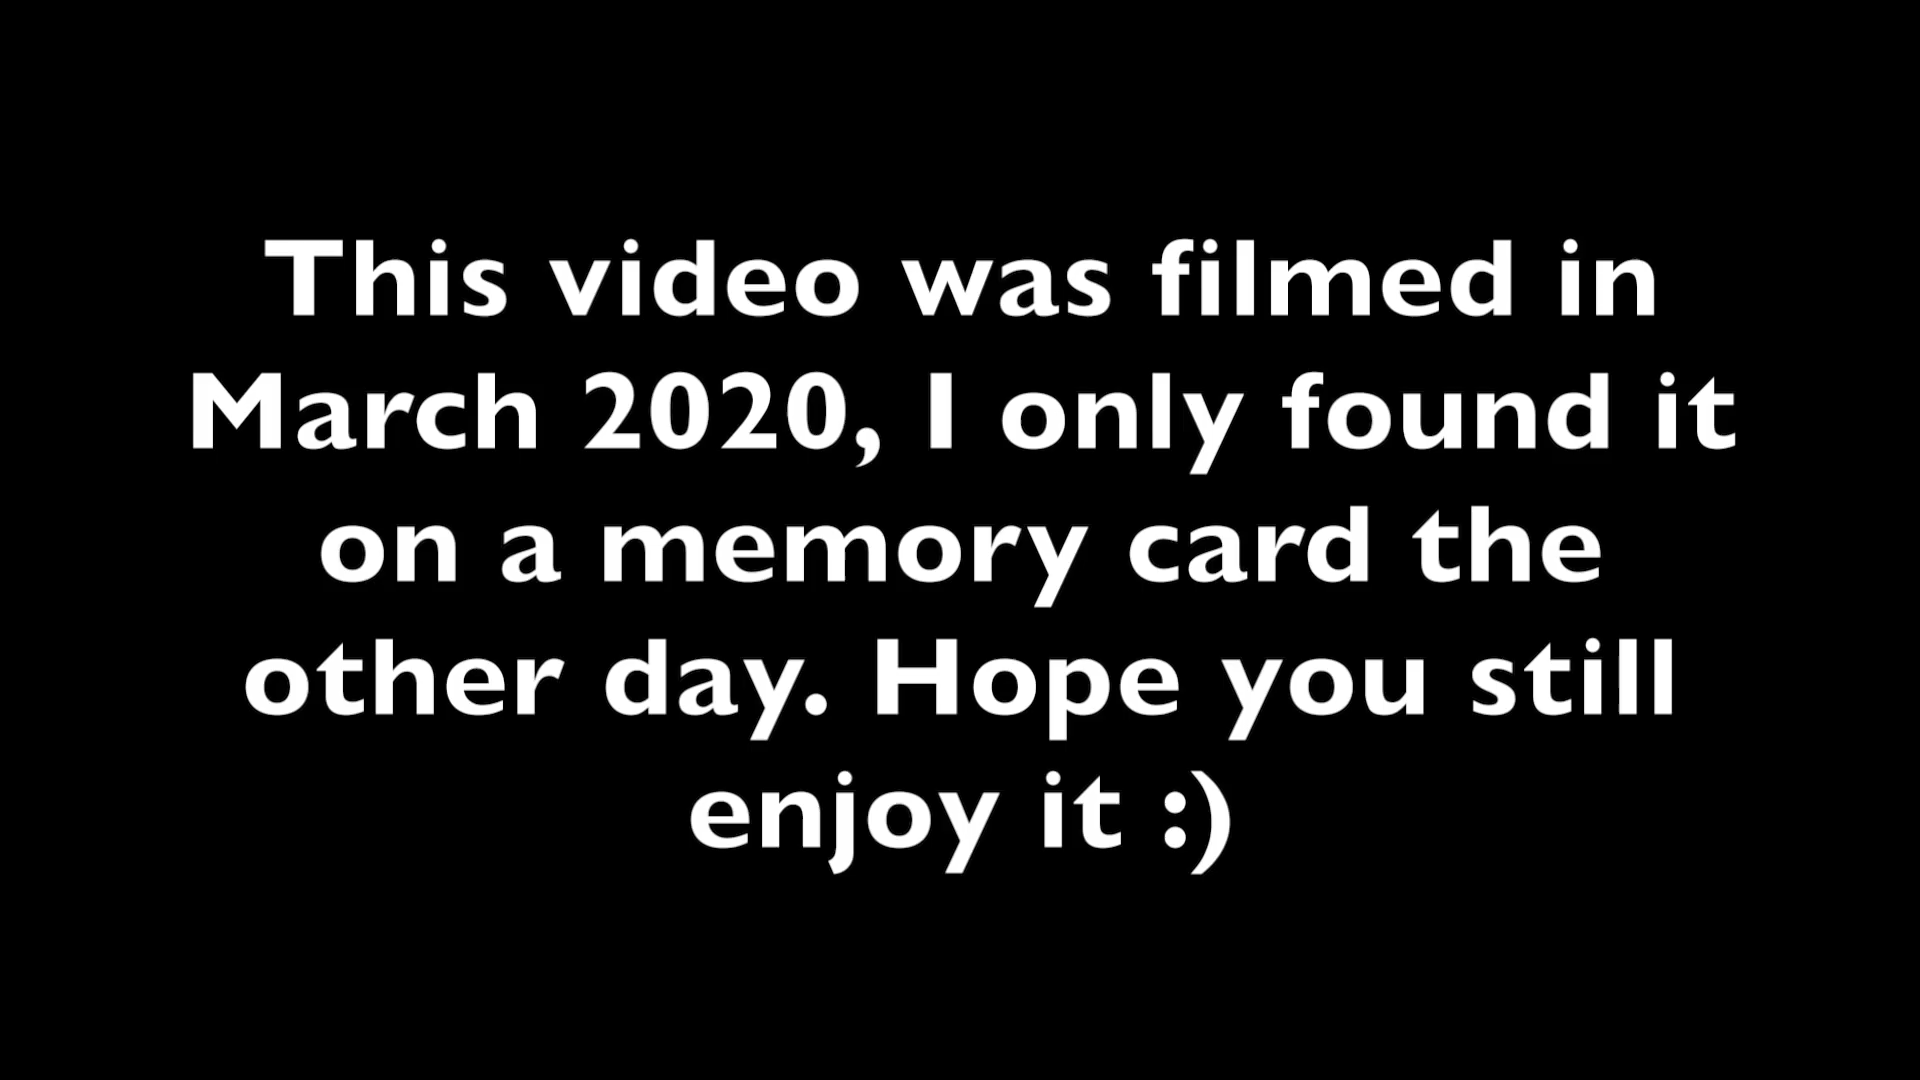 This video was filmed in
March 2020, I only found it
on a memory card the
other day. Hope you still
enjoy it :)